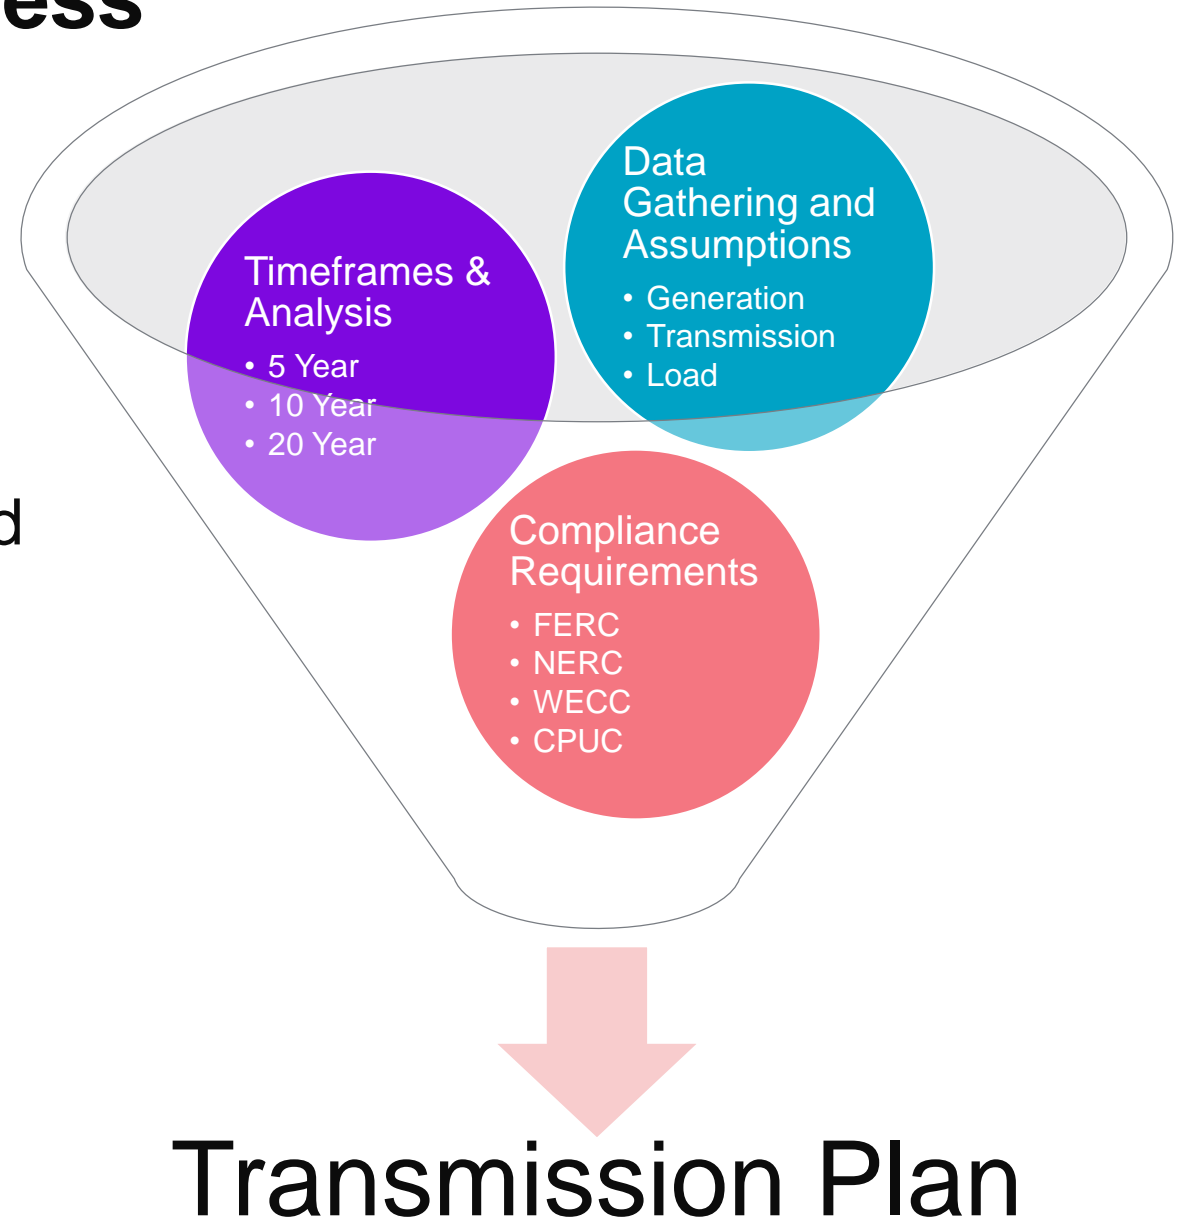 ess
Data
Gathering and
Assumptions
• Generation
• Transmission
• Load
Timeframes &
Analysis
• 5 Year
• 10 Year
• 20 Year
d
Compliance
Requirements
• FERC
• NERC
• WECC
• CPUC
Transmission Plan